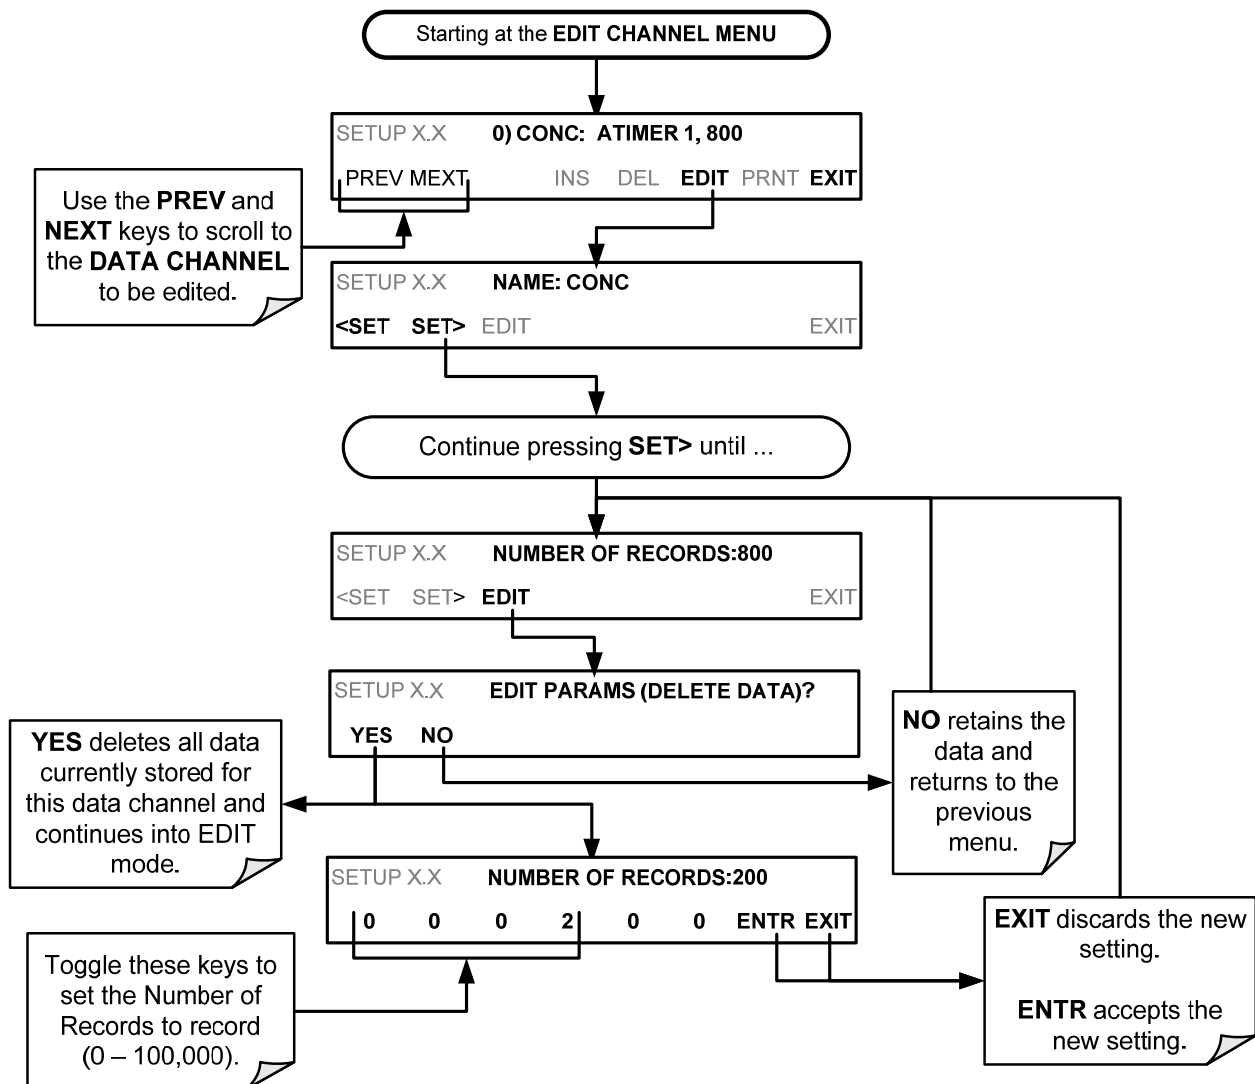 Starting at the EDIT CHANNEL MENU
SETUP X.X 0) CONC: ATIMER 1, 800
PREV MEXT INS DEL EDIT PRNT EXIT
Use the PREV and
NEXT keys to scroll to
the DATA CHANNEL
to be edited.
SETUP X.X NAME: CONC
<SET SET> EDIT EXIT
Continue pressing SET> until ...
SETUP X.X NUMBER OF RECORDS:800
<SET SET> EDIT EXIT
SETUP X.X EDIT PARAMS (DELETE DATA)?
YES NO
YES deletes all data
currently stored for
this data channel and
continues into EDIT
mode.
NO retains the
data and
returns to the
previous
menu.
SETUP X.X NUMBER OF RECORDS:200
0 0 0 2 0 0 ENTR EXIT
Toggle these keys to
set the Number of
Records to record
(0 – 100,000).
EXIT discards the new
setting.
ENTR accepts the
new setting.